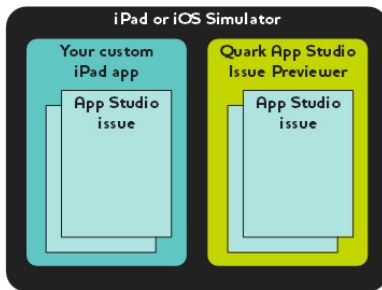 iPad or iOS Simulator
Your custom
iPad app
App Studio
issue
Quark App Studio
Issue Previewer
App Studio
issue